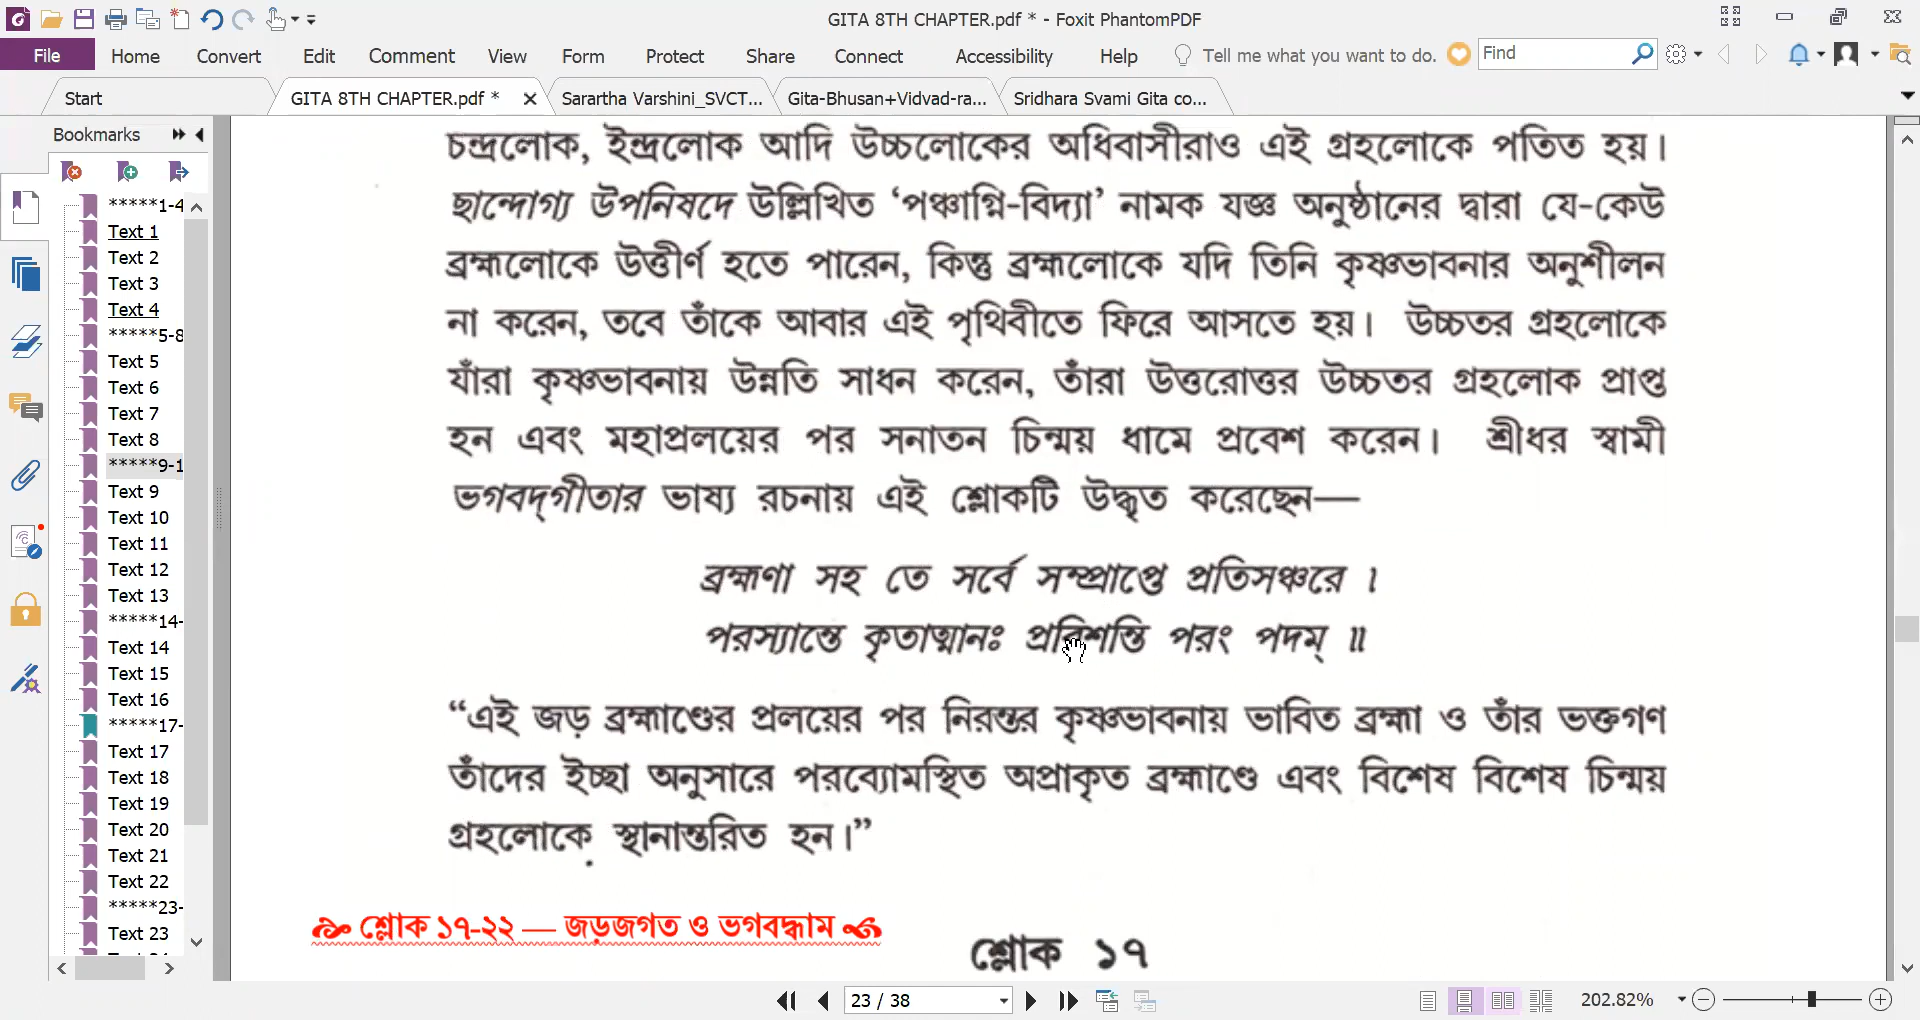 GITA 8TH CHAPTER.pdf * - Foxit PhantomPDF
File Home Convert Edit Comment View Form Protect Share Connect Accessibility Help Tell me what you want to do. Find
Start GITA 8TH CHAPTER.pdf * Sarartha Varshini_SVCT... Gita-Bhusan+Vidvad-ra... Sridhara Svami Gita co...
Bookmarks
*****1-4
Text 1
Text 2
Text 3
Text 4
*****5-8
Text 5
Text 6
Text 7
Text 8
*****9-1
Text 9
Text 10
Text 11
Text 12
Text 13
*****14-
Text 14
Text 15
Text 16
*****17-
Text 17
Text 18
Text 19
Text 20
Text 21
Text 22
*****23-
Text 23
চন্দ্রলোক, ইন্দ্রলোক আদি উচ্চলোকের অধিবাসীরাও এই গ্রহলোকে পতিত হয়।
ছান্দোগ্য উপনিষদে উল্লিখিত ‘পঞ্চাগ্নি-বিদ্যা’ নামক যজ্ঞ অনুষ্ঠানের দ্বারা যে-কেউ
ব্রহ্মলোকে উত্তীর্ণ হতে পারেন, কিন্তু ব্রহ্মলোকে যদি তিনি কৃষ্ণভাবনার অনুশীলন
না করেন, তবে তাঁকে আবার এই পৃথিবীতে ফিরে আসতে হয়। উচ্চতর গ্রহলোকে
যাঁরা কৃষ্ণভাবনায় উন্নতি সাধন করেন, তাঁরা উত্তরোত্তর উচ্চতর গ্রহলোক প্রাপ্ত
হন এবং মহাপ্রলয়ের পর সনাতন চিন্ময় ধামে প্রবেশ করেন। শ্রীধর স্বামী
ভগবদ্‌গীতার ভাষ্য রচনায় এই শ্লোকটি উদ্ধৃত করেছেন—
ব্রহ্মণা সহ তে সর্বে সম্প্রাপ্তে প্রতিসঞ্চরে ।
পরস্যান্তে কৃতাত্মানঃ প্রবিশন্তি পরং পদম্ ॥
“এই জড় ব্রহ্মাণ্ডের প্রলয়ের পর নিরন্তর কৃষ্ণভাবনায় ভাবিত ব্রহ্মা ও তাঁর ভক্তগণ
তাঁদের ইচ্ছা অনুসারে পরব্যোমস্থিত অপ্রাকৃত ব্রহ্মাণ্ডে এবং বিশেষ বিশেষ চিন্ময়
গ্রহলোকে স্থানান্তরিত হন।”
শ্লোক ১৭-২২ — জড়জগত ও ভগবদ্ধাম
শ্লোক ১৭
23 / 38
202.82%